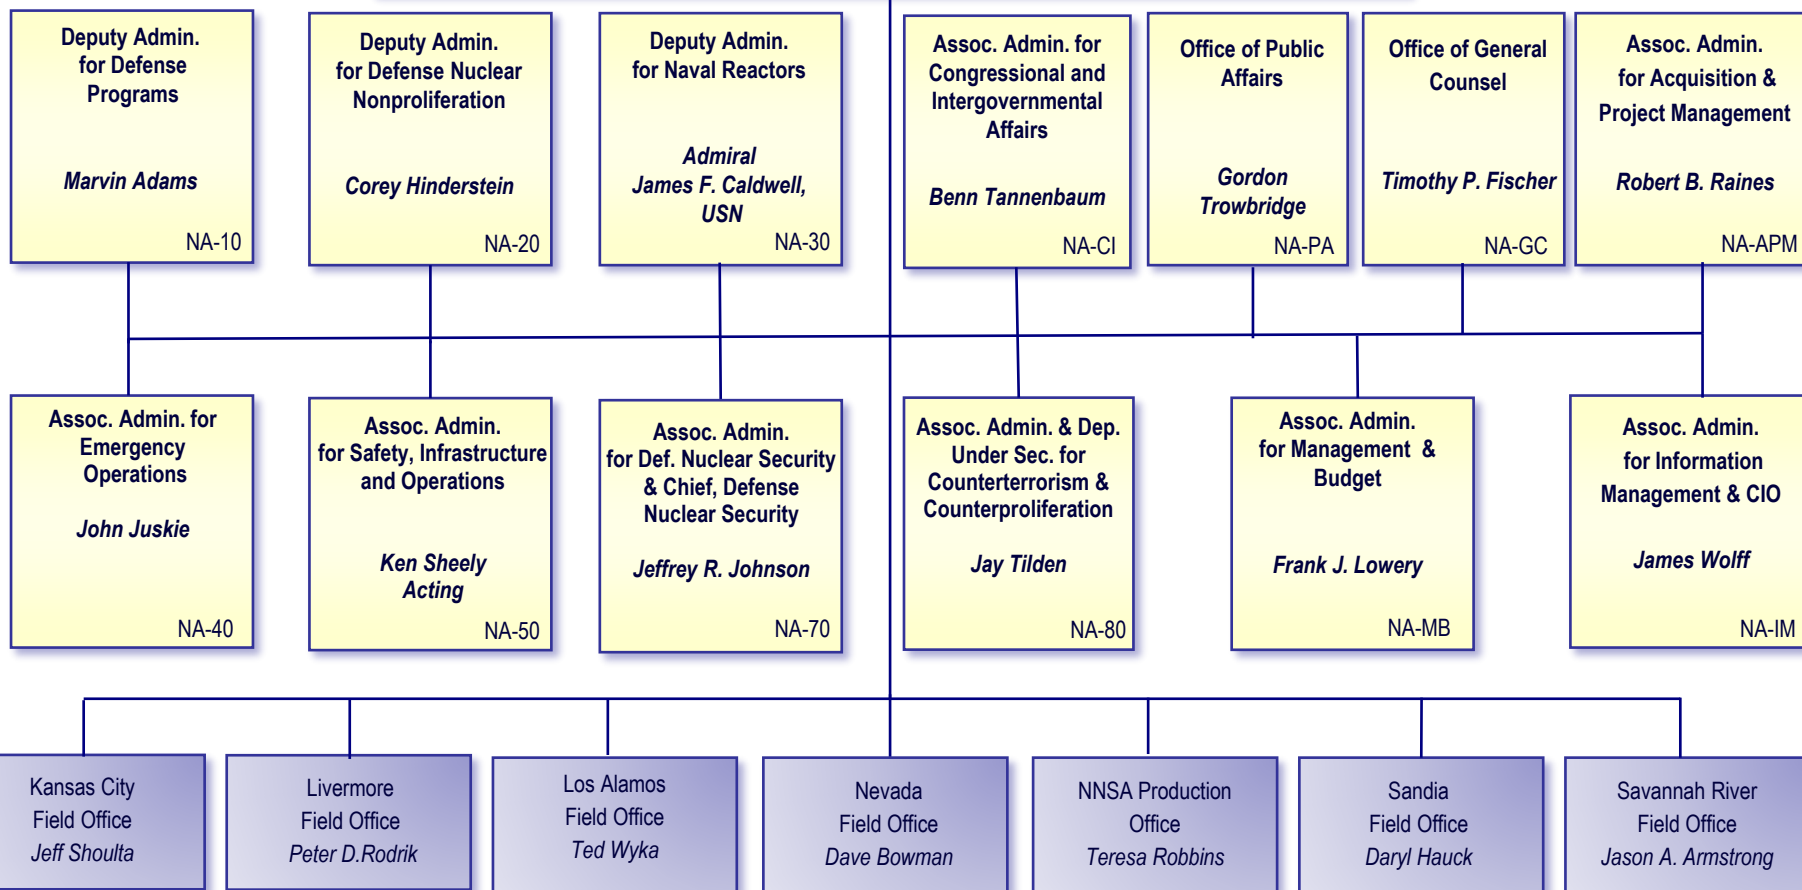 Deputy Admin.
for Defense
Programs
Marvin Adams
NA-10
Deputy Admin.
for Defense Nuclear
Nonproliferation
Corey Hinderstein
NA-20
Deputy Admin.
for Naval Reactors
Admiral
James F. Caldwell,
USN
NA-30
Assoc. Admin. for
Congressional and
Intergovernmental
Affairs
Benn Tannenbaum
NA-CI
Office of Public
Affairs
Gordon
Trowbridge
NA-PA
Office of General
Counsel
Timothy P. Fischer
NA-GC
Assoc. Admin.
for Acquisition &
Project Management
Robert B. Raines
NA-APM
Assoc. Admin. for
Emergency
Operations
John Juskie
NA-40
Assoc. Admin.
for Safety, Infrastructure
and Operations
Ken Sheely
Acting
NA-50
Assoc. Admin.
for Def. Nuclear Security
& Chief, Defense
Nuclear Security
Jeffrey R. Johnson
NA-70
Assoc. Admin. & Dep.
Under Sec. for
Counterterrorism &
Counterproliferation
Jay Tilden
NA-80
Assoc. Admin.
for Management &
Budget
Frank J. Lowery
NA-MB
Assoc. Admin.
for Information
Management & CIO
James Wolff
NA-IM
Kansas City
Field Office
Jeff Shoulta
Livermore
Field Office
Peter D.Rodrik
Los Alamos
Field Office
Ted Wyka
Nevada
Field Office
Dave Bowman
NNSA Production
Office
Teresa Robbins
Sandia
Field Office
Daryl Hauck
Savannah River
Field Office
Jason A. Armstrong